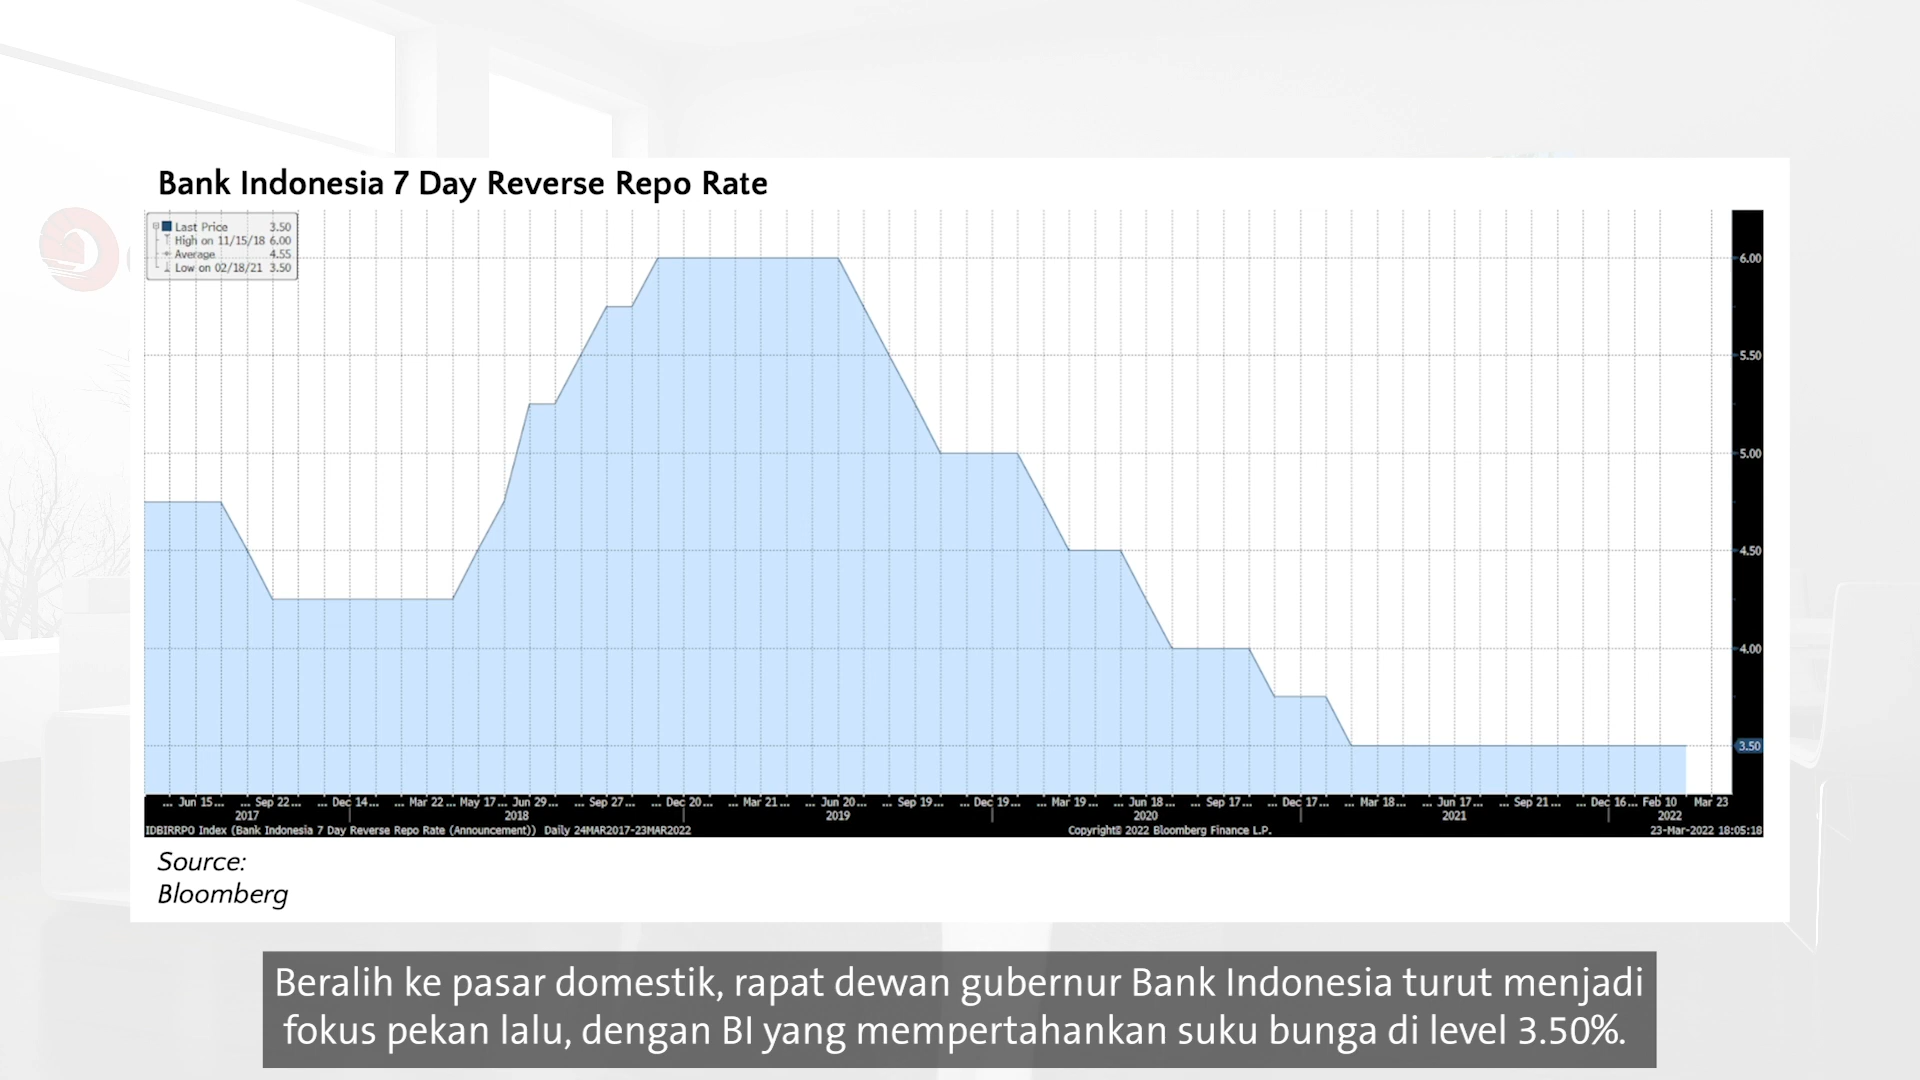 Bank Indonesia 7 Day Reverse Repo Rate
Last Price 3.50
High on 11/15/18 6.00
Average 4.55
Low on 02/18/21 3.50
6.00
5.50
5.00
4.50
4.00
3.50
... Jun 15... ... Sep 22... ... Dec 14... ... Mar 22... May 17... Jun 29... ... Sep 27... ... Dec 20... ... Mar 21... ... Jun 20... ... Sep 19... ... Dec 19... ... Mar 19... ... Jun 18... ... Sep 17... ... Dec 17... ... Mar 18... ... Jun 17... ... Sep 21... ... Dec 16... Feb 10 Mar 23
2017 2018 2019 2020 2021 2022
IDBIRRPO Index (Bank Indonesia 7 Day Reverse Repo Rate (Announcement)) Daily 24MAR2017-23MAR2022 Copyright© 2022 Bloomberg Finance L.P. 23-Mar-2022 18:05:18
Source:
Bloomberg
Beralih ke pasar domestik, rapat dewan gubernur Bank Indonesia turut menjadi
fokus pekan lalu, dengan BI yang mempertahankan suku bunga di level 3.50%.